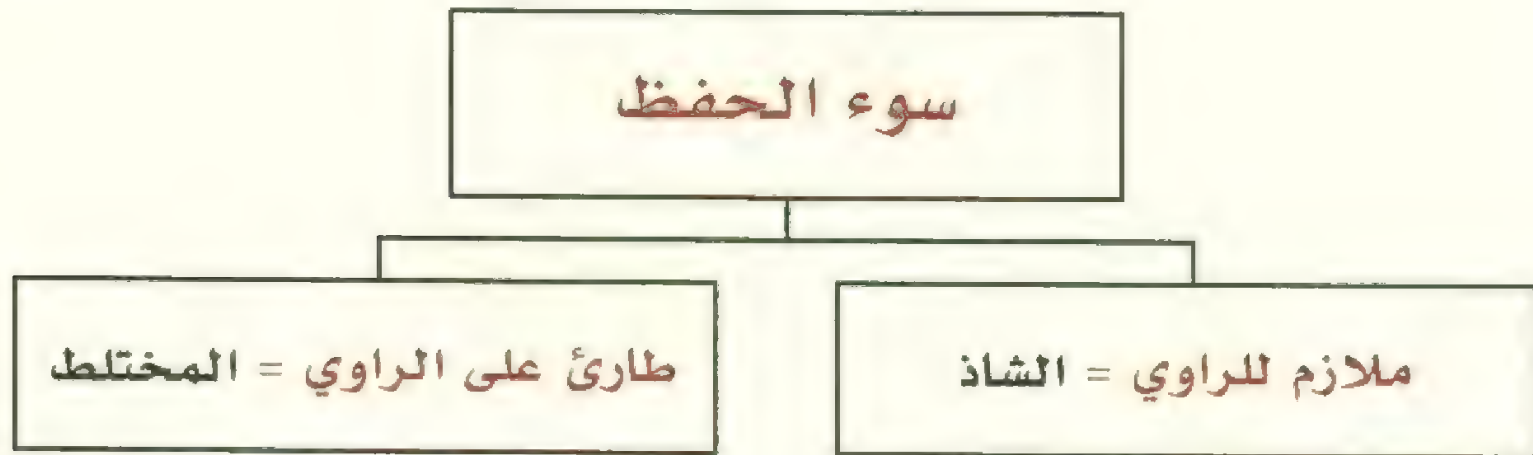 سوء الحفظ
ملازم للراوي = الشاذ
طارئ على الراوي = المختلط